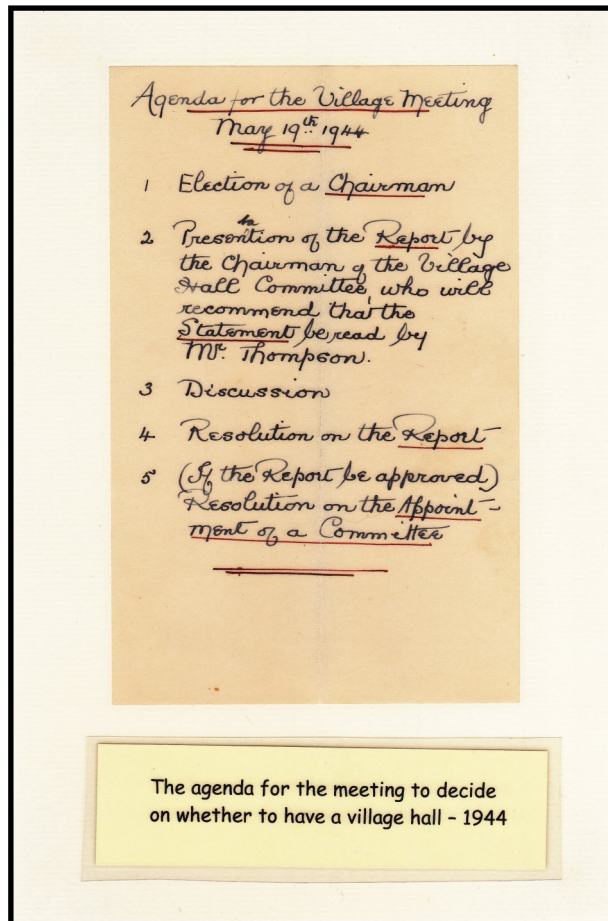 Agenda for the Village Meeting
May 19th 1944
1 Election of a Chairman
2 Presentation of the Report by
the Chairman of the Village
Hall Committee, who will
recommend that the
Statement be read by
Mr. Thompson.
3 Discussion
4 Resolution on the Report
5 (If the Report be approved)
Resolution on the Appoint-
ment of a Committee
The agenda for the meeting to decide
on whether to have a village hall – 1944